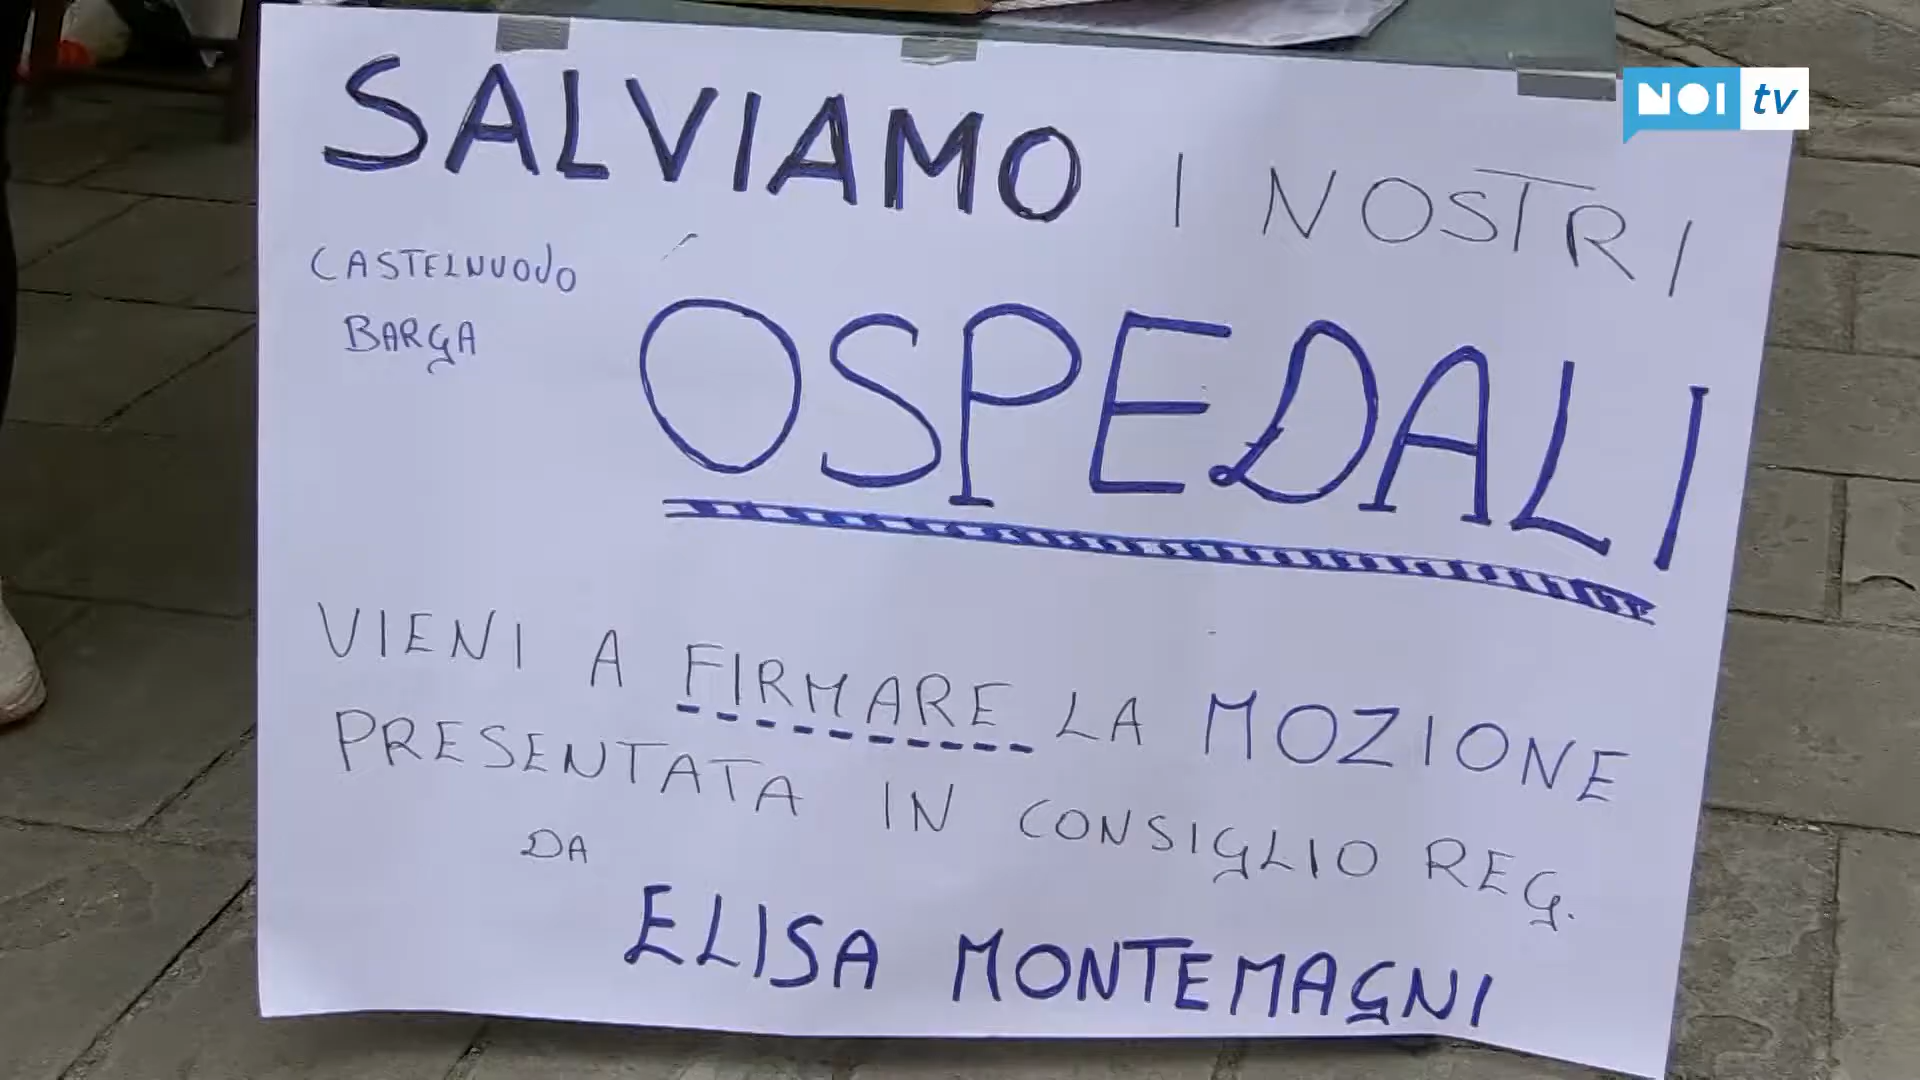 NOI tv
SALVIAMO I NOSTRI
CASTELNUOVO
BARGA
OSPEDALI
VIENI A FIRMARE LA MOZIONE
PRESENTATA IN CONSIGLIO REG.
DA
ELISA MONTEMAGNI